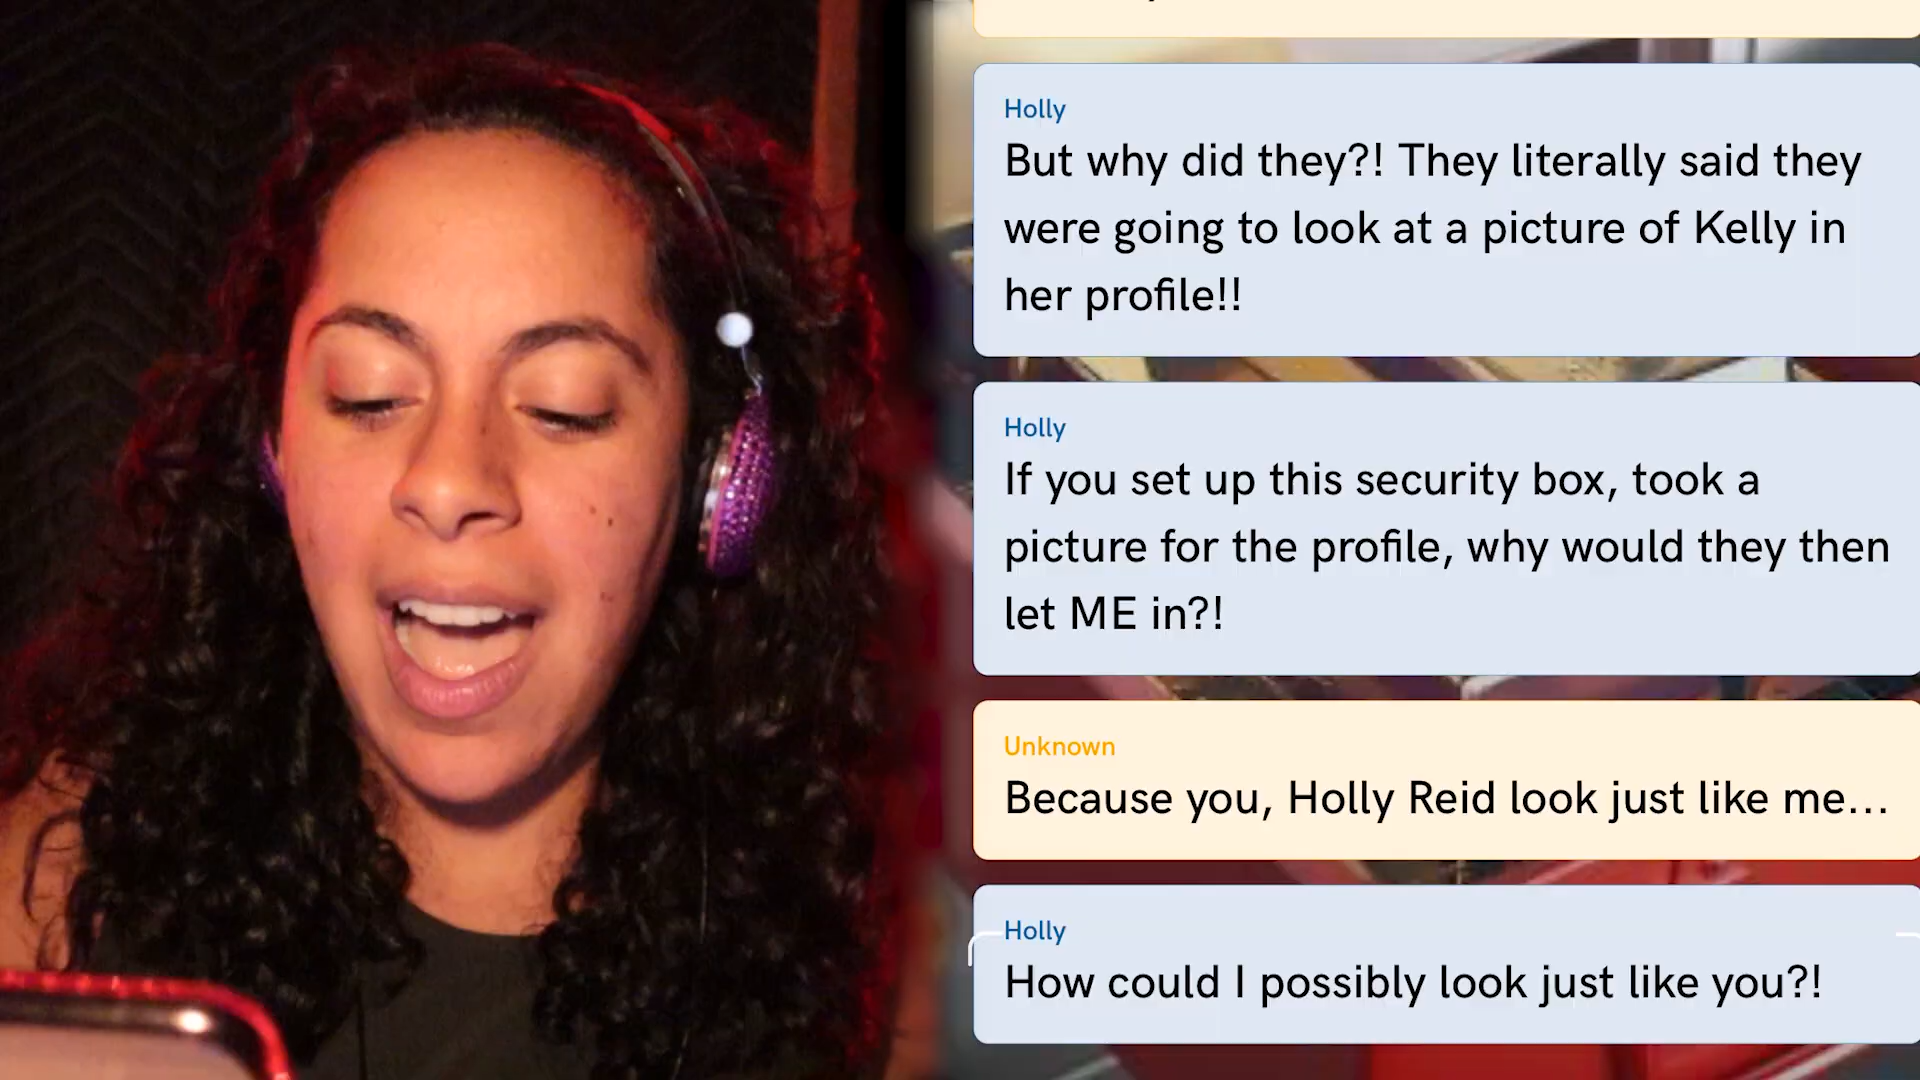 Holly
But why did they?! They literally said they
were going to look at a picture of Kelly in
her profile!!
Holly
If you set up this security box, took a
picture for the profile, why would they then
let ME in?!
Unknown
Because you, Holly Reid look just like me...
Holly
How could I possibly look just like you?!